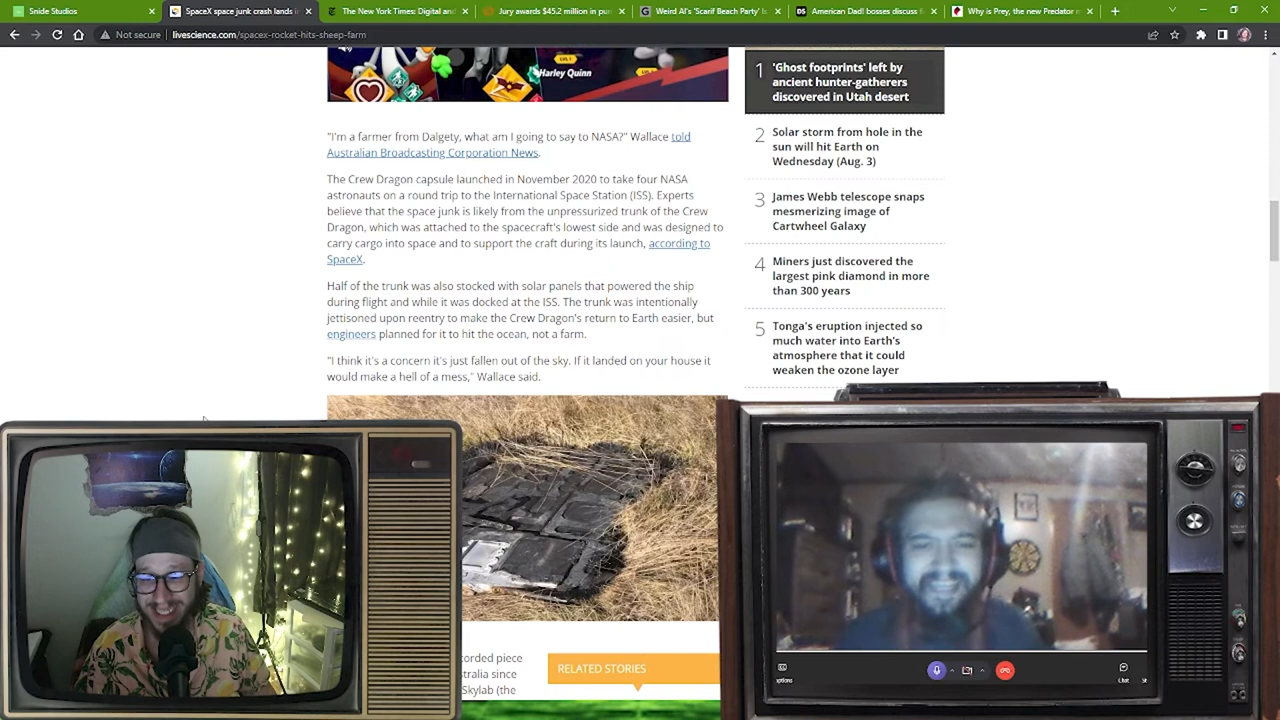 Snide Studios
SpaceX space junk crash lands i
The New York Times: Digital and
Jury awards $45.2 million in pun
Weird Al's 'Scarif Beach Party' I
American Dad! losses discuss f
Why is Prey, the new Predator m
Not secure
livescience.com/spacex-rocket-hits-sheep-farm
Harley Quinn
"I'm a farmer from Dalgety, what am I going to say to NASA?" Wallace told
Australian Broadcasting Corporation News.
The Crew Dragon capsule launched in November 2020 to take four NASA
astronauts on a round trip to the International Space Station (ISS). Experts
believe that the space junk is likely from the unpressurized trunk of the Crew
Dragon, which was attached to the spacecraft's lowest side and was designed to
carry cargo into space and to support the craft during its launch, according to
SpaceX.
Half of the trunk was also stocked with solar panels that powered the ship
during flight and while it was docked at the ISS. The trunk was intentionally
jettisoned upon reentry to make the Crew Dragon's return to Earth easier, but
engineers planned for it to hit the ocean, not a farm.
"I think it's a concern it's just fallen out of the sky. If it landed on your house it
would make a hell of a mess," Wallace said.
corded piece
ralia since
Skylab (the
RELATED STORIES
1 'Ghost footprints' left by
ancient hunter-gatherers
discovered in Utah desert
2 Solar storm from hole in the
sun will hit Earth on
Wednesday (Aug. 3)
3 James Webb telescope snaps
mesmerizing image of
Cartwheel Galaxy
4 Miners just discovered the
largest pink diamond in more
than 300 years
5 Tonga's eruption injected so
much water into Earth's
atmosphere that it could
weaken the ozone layer
ptions
Chat